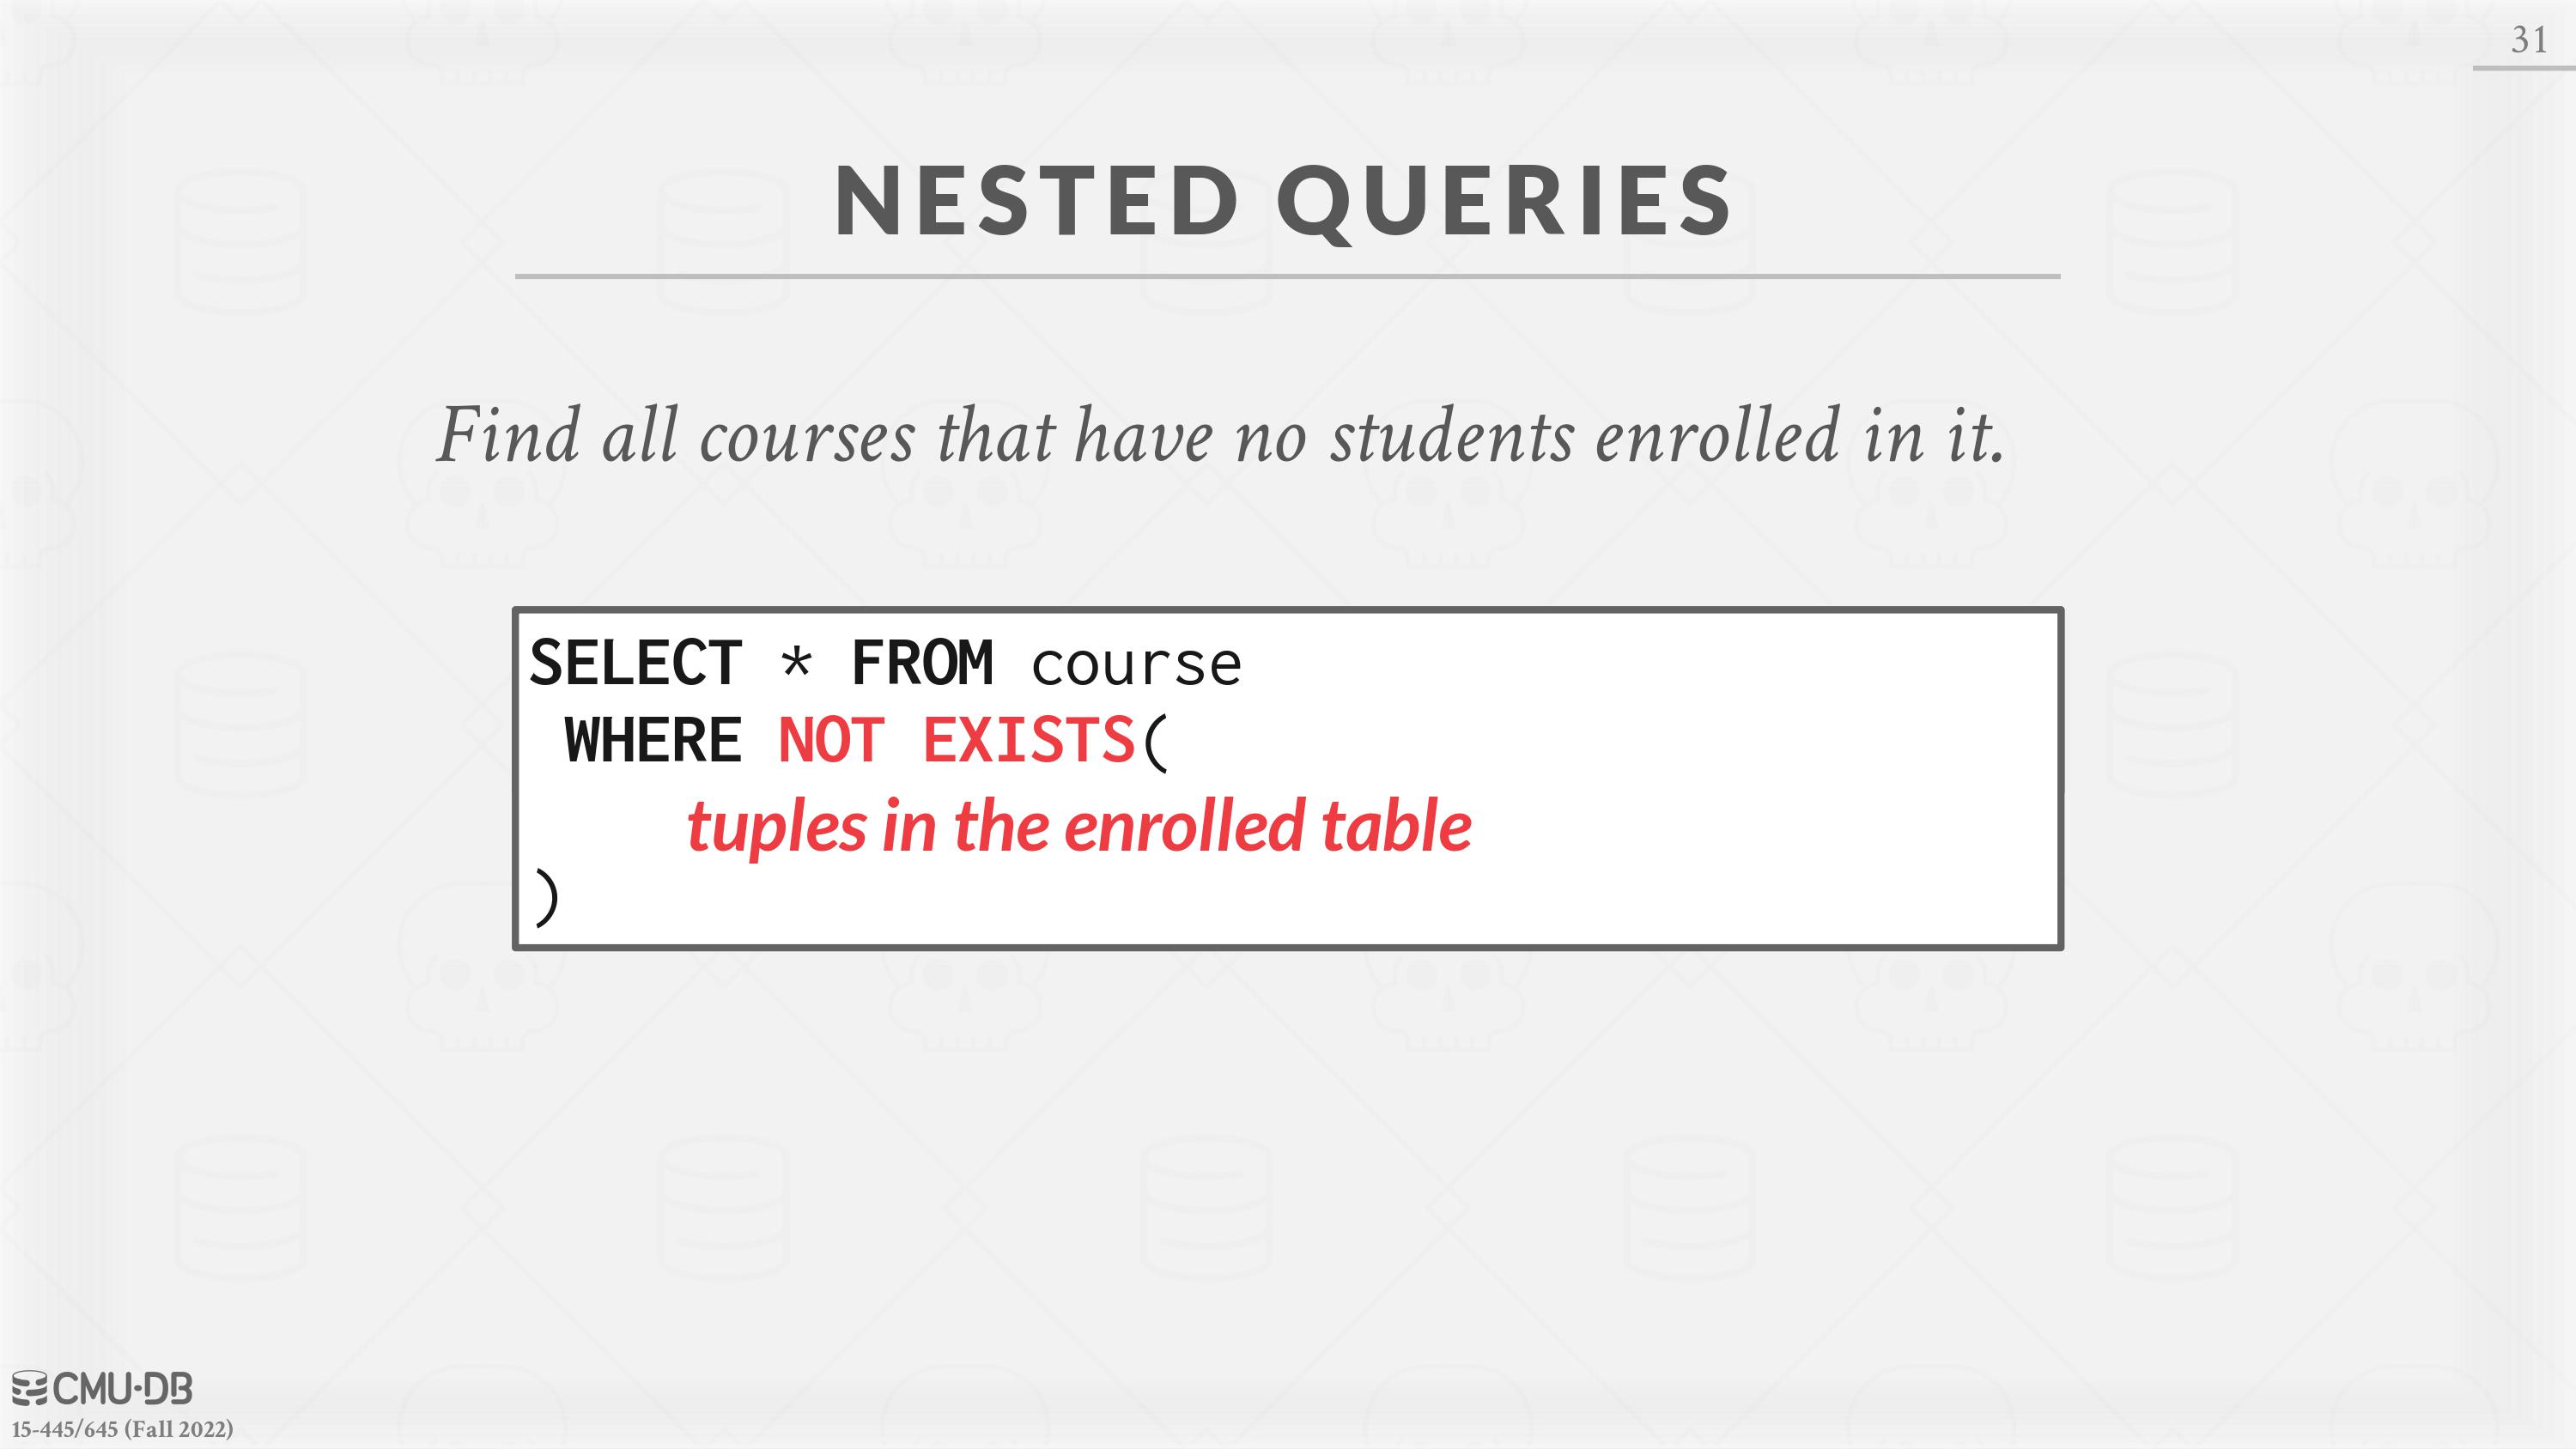 31
NESTED QUERIES
Find all courses that have no students enrolled in it.
SELECT * FROM course
WHERE NOT EXISTS(
tuples in the enrolled table
)
CMU·DB
15-445/645 (Fall 2022)